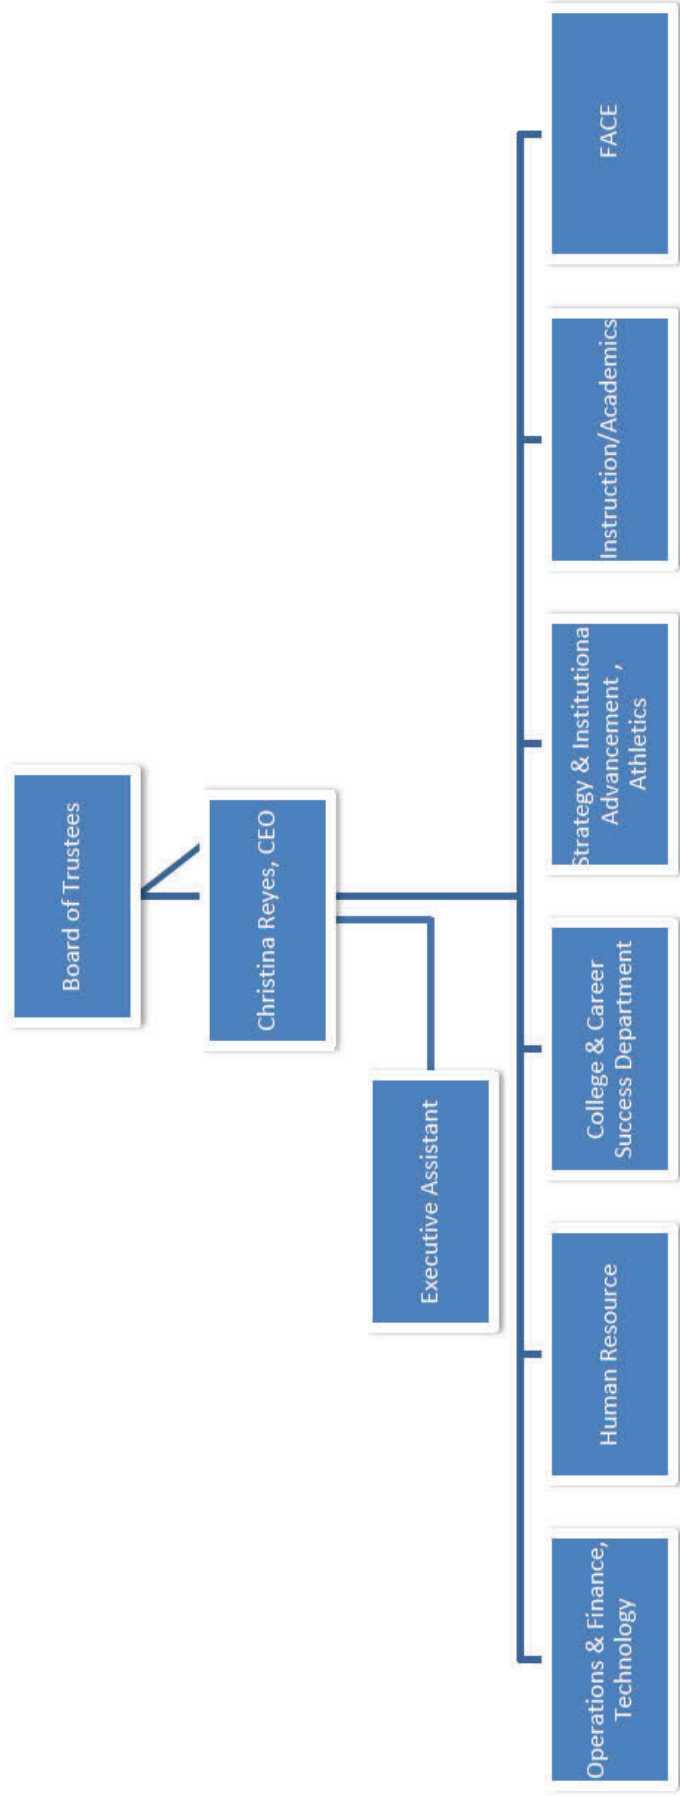 Board of Trustees
Christina Reyes, CEO
Executive Assistant
Operations & Finance,
Technology
Human Resource
College & Career
Success Department
Strategy & Institutiona
Advancement ,
Athletics
Instruction/Academics
FACE